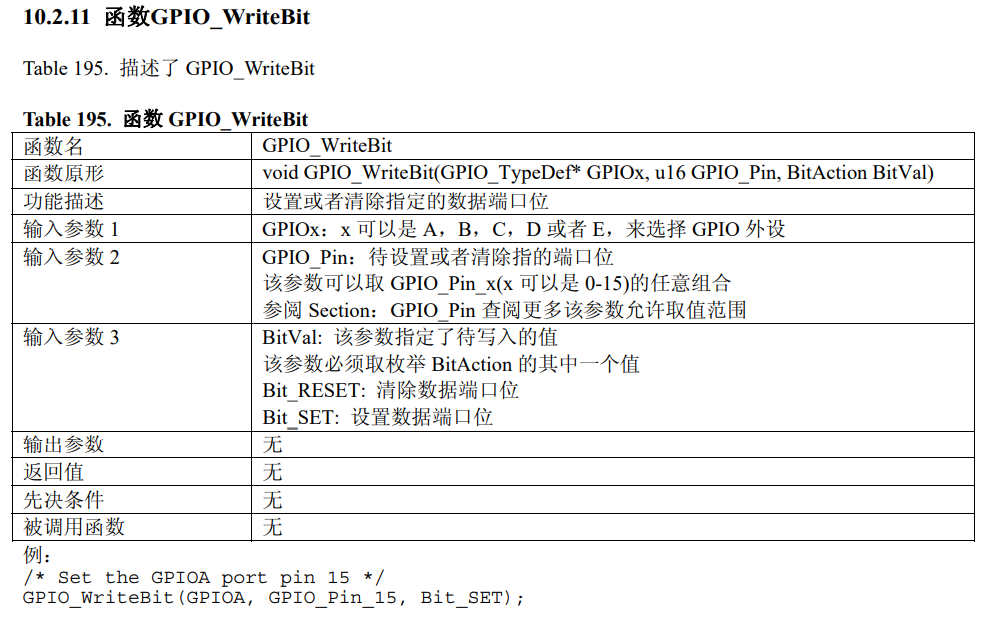 10.2.11 函数GPIO_WriteBit
Table 195. 描述了 GPIO_WriteBit
Table 195. 函数 GPIO_WriteBit
函数名 GPIO_WriteBit
函数原形 void GPIO_WriteBit(GPIO_TypeDef* GPIOx, u16 GPIO_Pin, BitAction BitVal)
功能描述 设置或者清除指定的数据端口位
输入参数 1 GPIOx：x 可以是 A，B，C，D 或者 E，来选择 GPIO 外设
输入参数 2 GPIO_Pin：待设置或者清除指的端口位
该参数可以取 GPIO_Pin_x(x 可以是 0-15)的任意组合
参阅 Section：GPIO_Pin 查阅更多该参数允许取值范围
输入参数 3 BitVal: 该参数指定了待写入的值
该参数必须取枚举 BitAction 的其中一个值
Bit_RESET: 清除数据端口位
Bit_SET: 设置数据端口位
输出参数 无
返回值 无
先决条件 无
被调用函数 无
例：
/* Set the GPIOA port pin 15 */
GPIO_WriteBit(GPIOA, GPIO_Pin_15, Bit_SET);